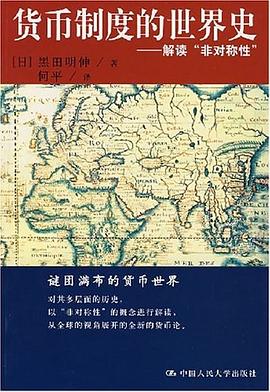 货币制度的世界史
——解读“非对称性”
[日] 黑田明伸 / 著
何平 / 译
谜团满布的货币世界
对其多层面的历史，
以“非对称性”的概念进行解读，
从全球的视角展开的全新的货币论。
中国人民大学出版社